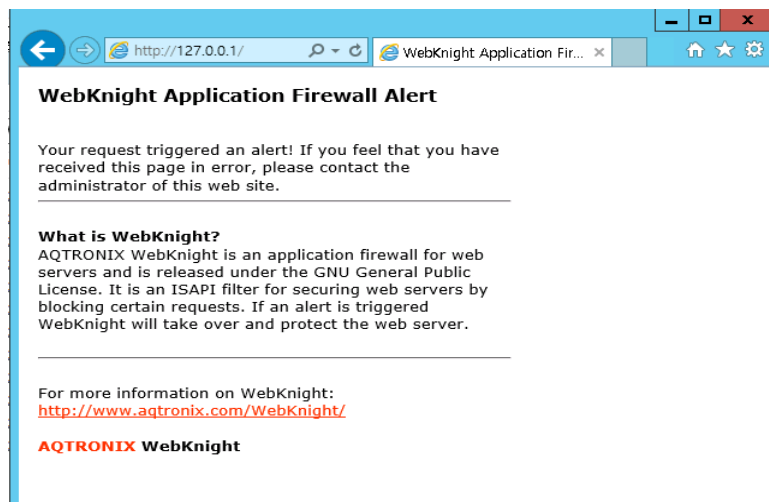 http://127.0.0.1/
WebKnight Application Fir...
WebKnight Application Firewall Alert
Your request triggered an alert! If you feel that you have
received this page in error, please contact the
administrator of this web site.
What is WebKnight?
AQTRONIX WebKnight is an application firewall for web
servers and is released under the GNU General Public
License. It is an ISAPI filter for securing web servers by
blocking certain requests. If an alert is triggered
WebKnight will take over and protect the web server.
For more information on WebKnight:
http://www.aqtronix.com/WebKnight/
AQTRONIX WebKnight